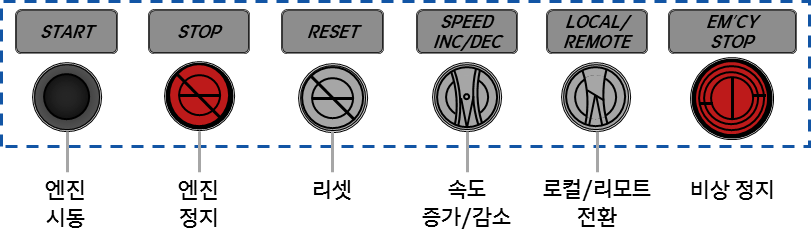 START
STOP
RESET
SPEED
INC/DEC
LOCAL/
REMOTE
EM'CY
STOP
엔진
시동
엔진
정지
리셋
속도
증가/감소
로컬/리모트
전환
비상 정지